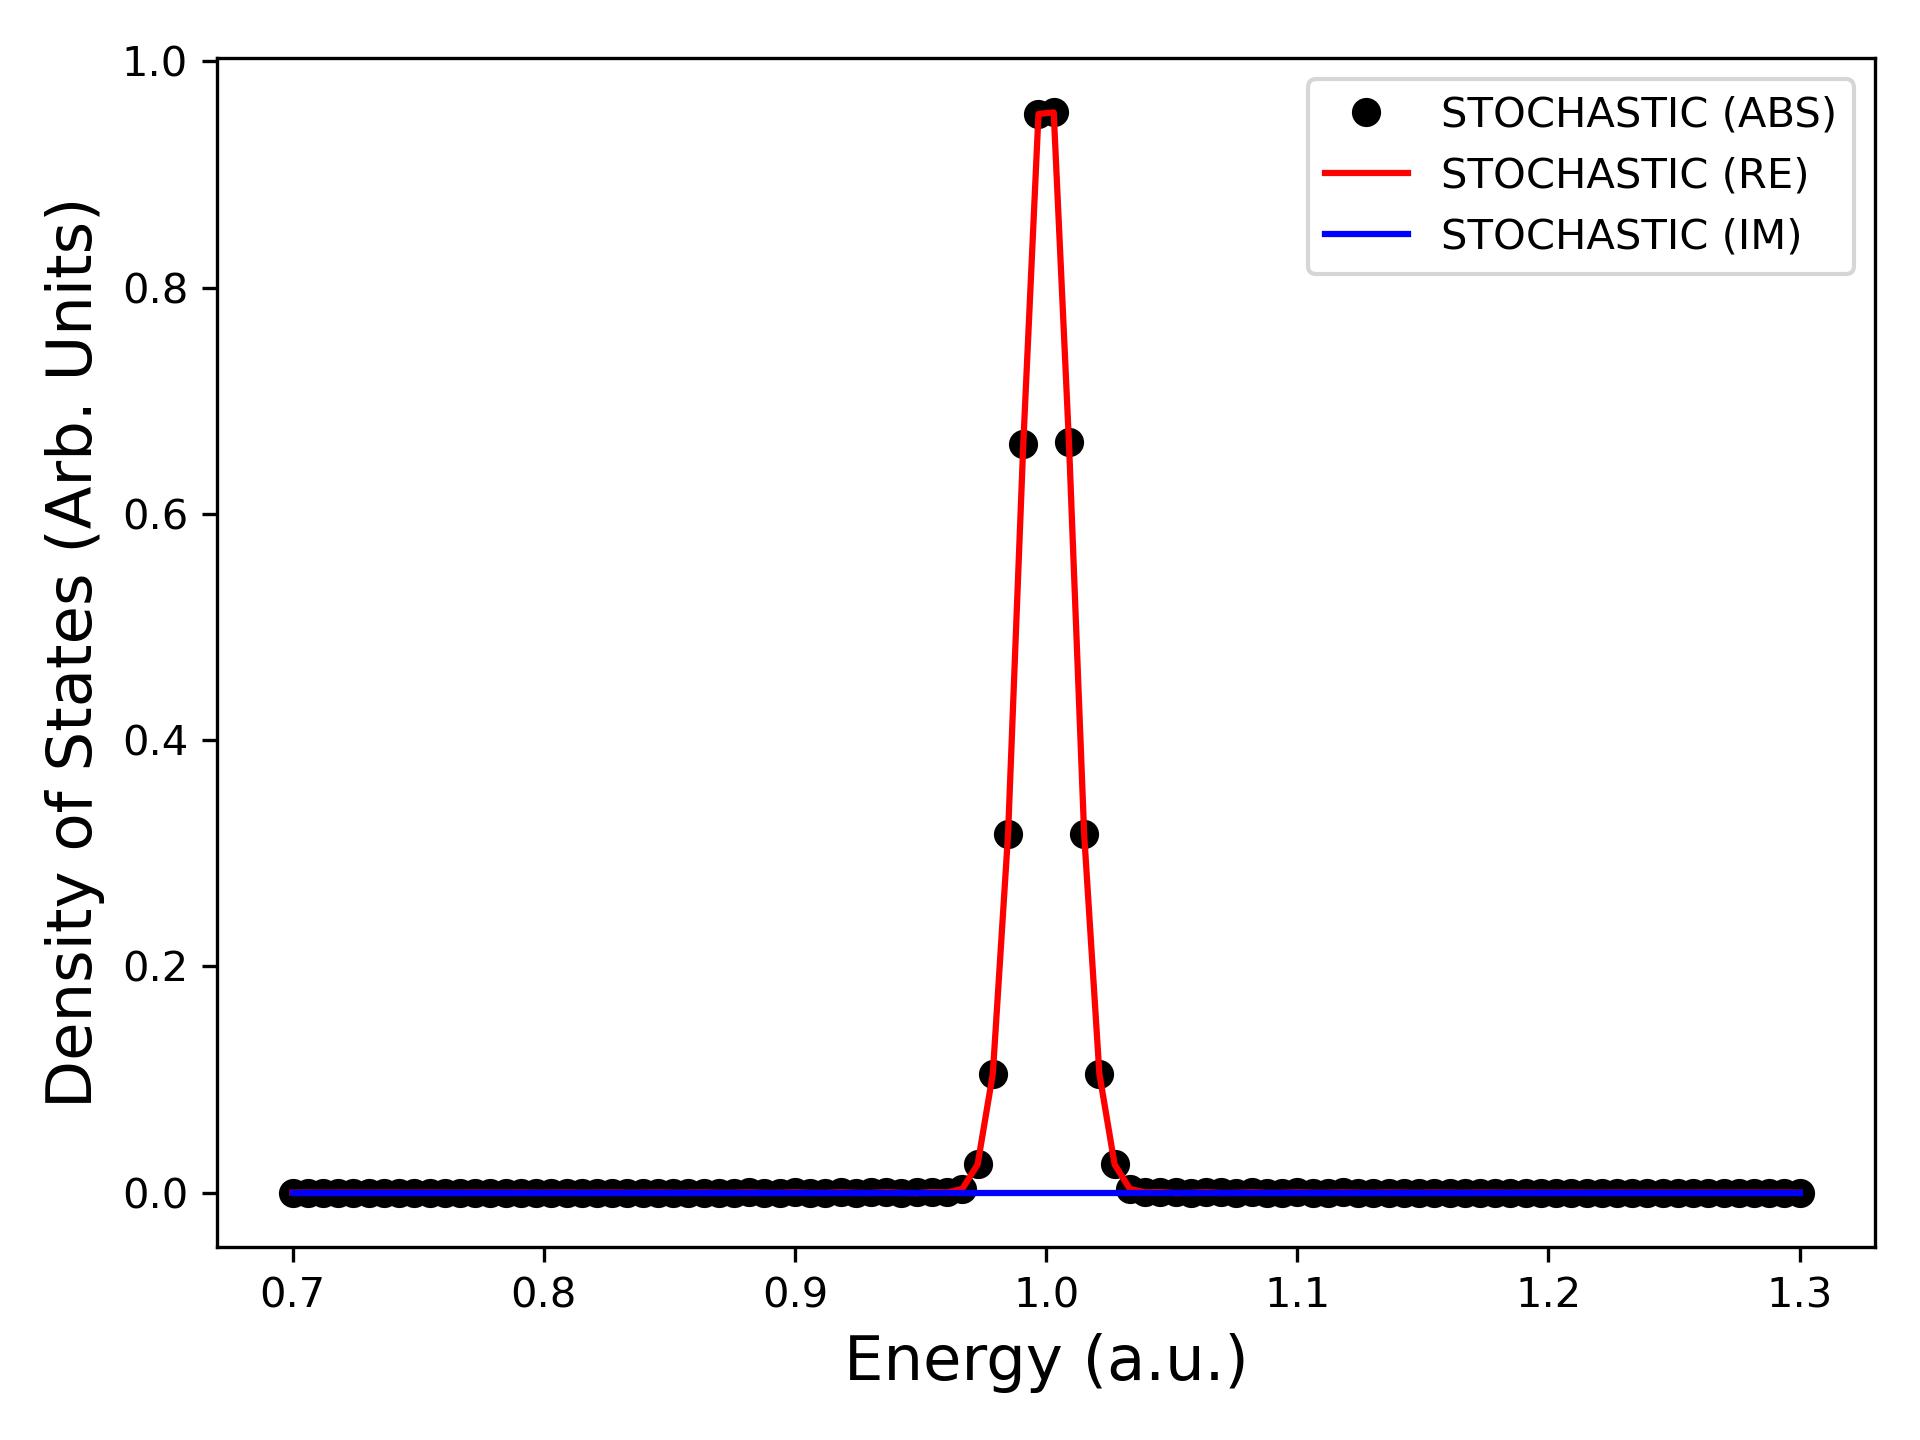 1.0
0.8
0.6
0.4
0.2
0.0
Density of States (Arb. Units)
STOCHASTIC (ABS)
STOCHASTIC (RE)
STOCHASTIC (IM)
0.7 0.8 0.9 1.0 1.1 1.2 1.3
Energy (a.u.)